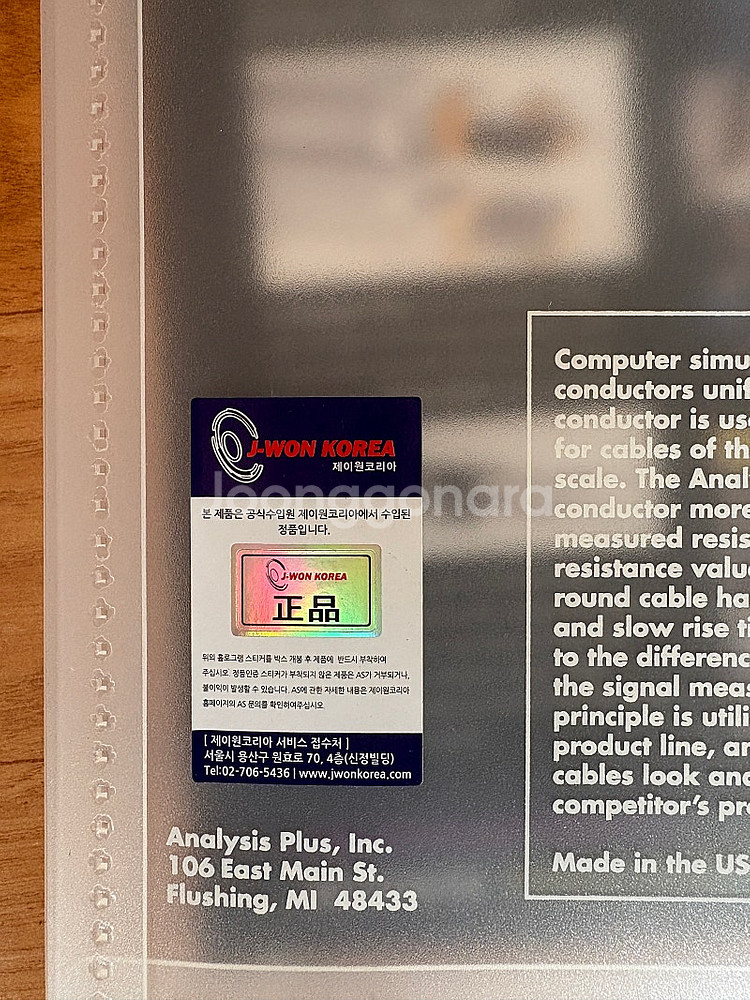 J-WON KOREA
제이원코리아
Joonggonara
본 제품은 공식수입원 제이원코리아에서 수입된
정품입니다.
J-WON KOREA
正品
위의 홀로그램 스티커를 박스 개봉 후 제품에 반드시 부착하여
주십시오. 정품인증 스티커가 부착되지 않은 제품은 AS가 거부되거나,
불이익이 발생할 수 있습니다. AS에 관한 자세한 내용은 제이원코리아
홈페이지의 AS 문의를 확인하여주십시오.
[ 제이원코리아 서비스 접수처 ]
서울시 용산구 원효로 70, 4층(신정빌딩)
Tel:02-706-5436 | www.jwonkorea.com
Analysis Plus, Inc.
106 East Main St.
Flushing, MI 48433
Computer simu
conductors unif
conductor is use
for cables of th
scale. The Anal
conductor more
measured resis
resistance value
round cable ha
and slow rise ti
to the differenc
the signal meas
principle is utili
product line, an
cables look and
competitor's pr
Made in the US